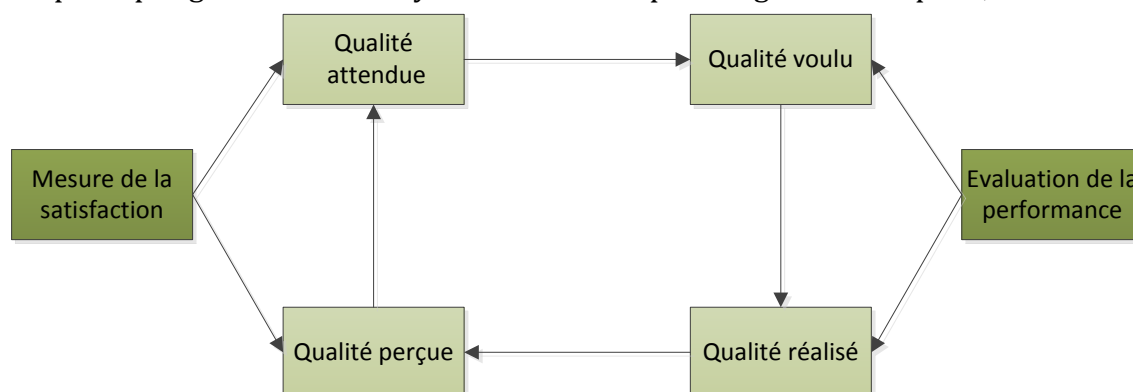 Qualité
attendue
Qualité voulu
Mesure de la
satisfaction
Evaluation de la
performance
Qualité perçue
Qualité réalisé